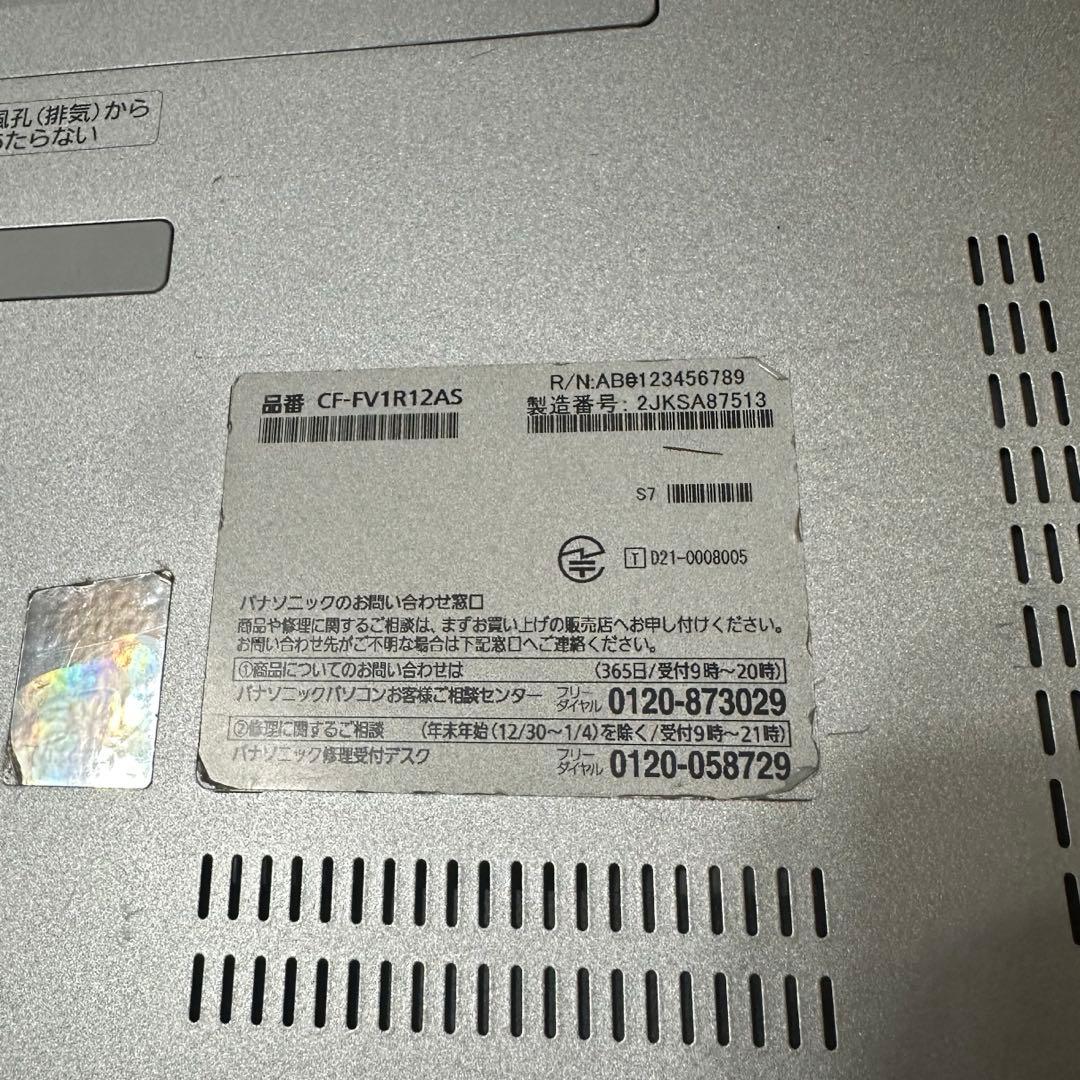 孔(排気)から
たらない
品番 CF-FV1R12AS
R/N:AB0123456789
製造番号: 2JKSA87513
S7
T D21-0008005
パナソニックのお問い合わせ窓口
商品や修理に関するご相談は、まずお買い上げの販売店へお申し付けください。
お問い合わせ先がご不明な場合は下記窓口へご連絡ください。
①商品についてのお問い合わせは (365日/受付9時〜20時)
パナソニックパソコンお客様ご相談センター フリーダイヤル 0120-873029
②修理に関するご相談 (年末年始(12/30〜1/4)を除く/受付9時〜21時)
パナソニック修理受付デスク フリーダイヤル 0120-058729